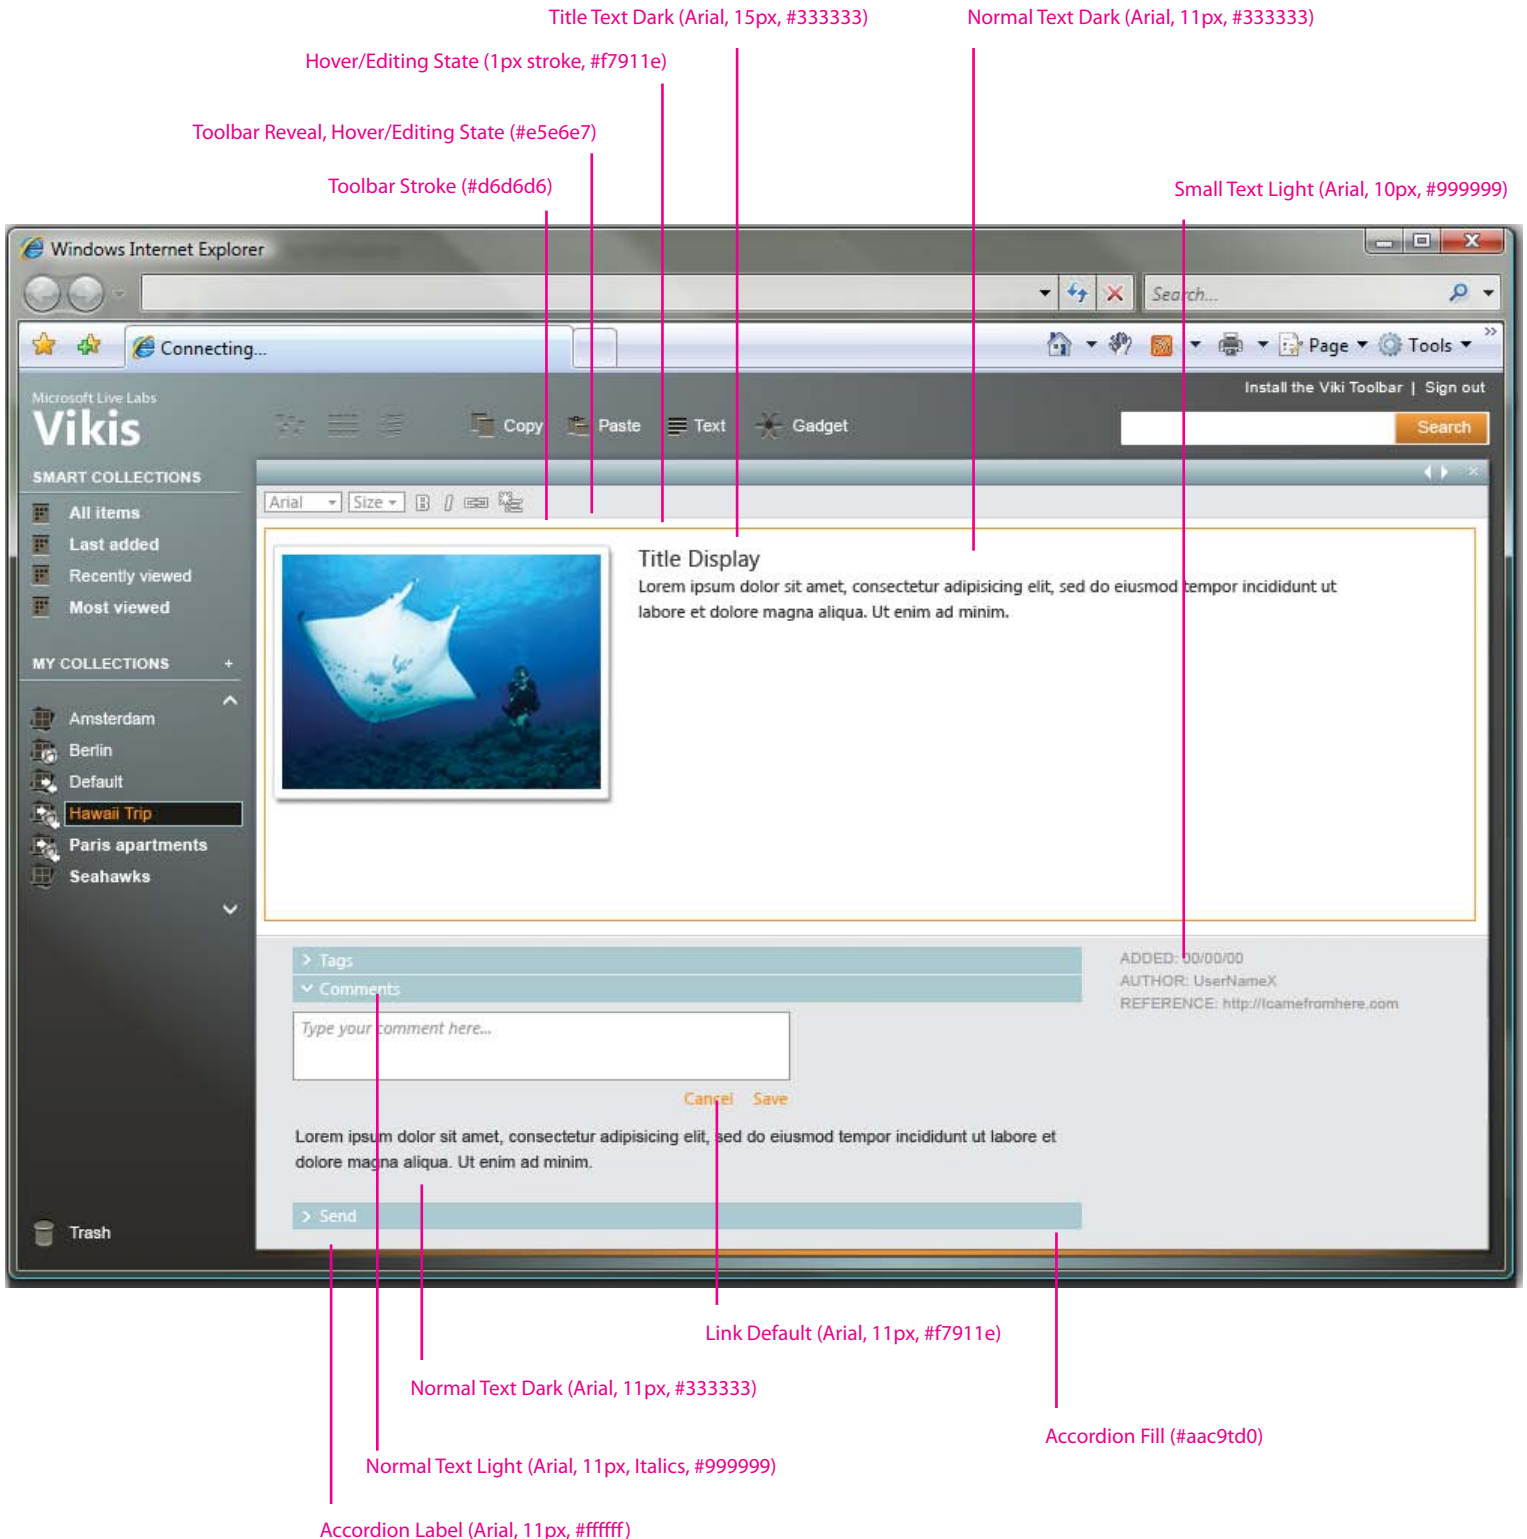 Title Text Dark (Arial, 15px, #333333)
Normal Text Dark (Arial, 11px, #333333)
Hover/Editing State (1px stroke, #f7911e)
Toolbar Reveal, Hover/Editing State (#e5e6e7)
Toolbar Stroke (#d6d6d6)
Small Text Light (Arial, 10px, #999999)
Windows Internet Explorer
Search...
Connecting...
Page
Tools
Install the Viki Toolbar | Sign out
Microsoft Live Labs
Vikis
Copy
Paste
Text
Gadget
Search
SMART COLLECTIONS
All items
Last added
Recently viewed
Most viewed
MY COLLECTIONS +
Amsterdam
Berlin
Default
Hawaii Trip
Paris apartments
Seahawks
Trash
Arial
Size
B
I
Title Display
Lorem ipsum dolor sit amet, consectetur adipisicing elit, sed do eiusmod tempor incididunt ut
labore et dolore magna aliqua. Ut enim ad minim.
> Tags
Comments
Type your comment here...
Cancel Save
Lorem ipsum dolor sit amet, consectetur adipisicing elit, sed do eiusmod tempor incididunt ut labore et
dolore magna aliqua. Ut enim ad minim.
> Send
ADDED: 00/00/00
AUTHOR: UserNameX
REFERENCE: http://Icamefromhere.com
Link Default (Arial, 11px, #f7911e)
Normal Text Dark (Arial, 11px, #333333)
Accordion Fill (#aac9td0)
Normal Text Light (Arial, 11px, Italics, #999999)
Accordion Label (Arial, 11px, #ffffff)